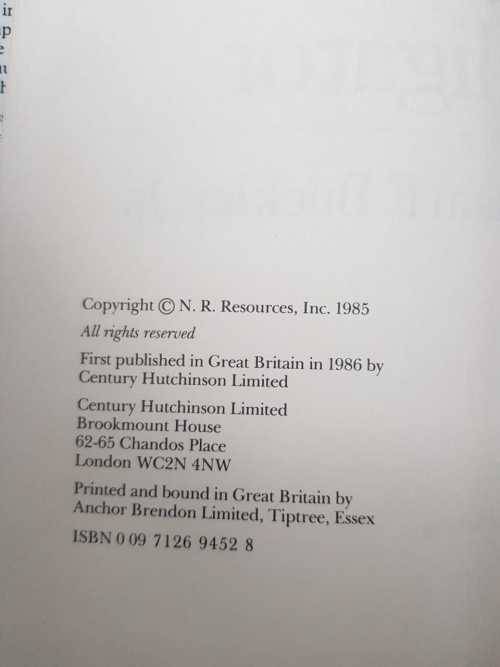 Copyright © N. R. Resources, Inc. 1985
All rights reserved
First published in Great Britain in 1986 by
Century Hutchinson Limited
Century Hutchinson Limited
Brookmount House
62-65 Chandos Place
London WC2N 4NW
Printed and bound in Great Britain by
Anchor Brendon Limited, Tiptree, Essex
ISBN 0 09 7126 9452 8